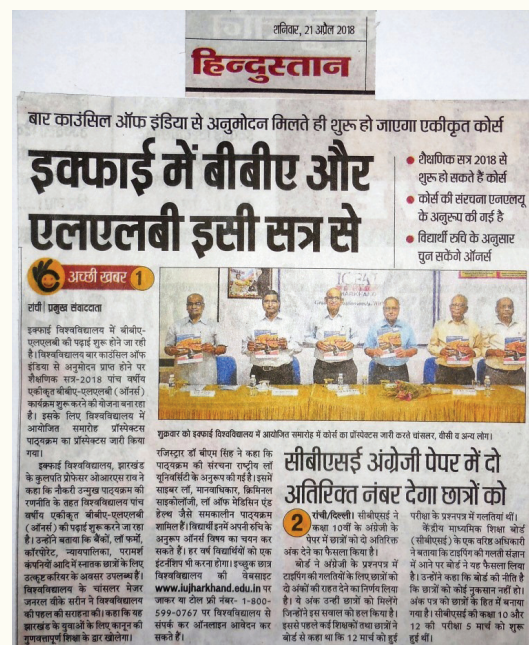 शनिवार, 21 अप्रैल 2018
हिन्दुस्तान
बार काउंसिल ऑफ इंडिया से अनुमोदन मिलते ही शुरू हो जाएगा एकीकृत कोर्स
इक्फाई में बीबीए और
एलएलबी इसी सत्र से
शैक्षणिक सत्र 2018 से
शुरू हो सकते हैं कोर्स
कोर्स की संरचना एनएलयू
के अनुरूप की गई है
विद्यार्थी रुचि के अनुसार
चुन सकेंगे ऑनर्स
अच्छी खबर 1
रांची | प्रमुख संवाददाता
इक्फाई विश्वविद्यालय में बीबीए-
एलएलबी की पढ़ाई शुरू होने जा रही
है। विश्वविद्यालय बार काउंसिल ऑफ
इंडिया से अनुमोदन प्राप्त होने पर
शैक्षणिक सत्र-2018 पांच वर्षीय
एकीकृत बीबीए-एलएलबी (ऑनर्स)
कार्यक्रम शुरू करने की योजना बना रहा
है। इसके लिए विश्वविद्यालय में
आयोजित समारोह प्रॉस्पेक्टस
पाठ्यक्रम का प्रॉस्पेक्टस जारी किया
गया।
इक्फाई विश्वविद्यालय, झारखंड
के कुलपति प्रोफेसर ओआरएस राव ने
कहा कि नौकरी उन्मुख पाठ्यक्रम की
रणनीति के तहत विश्वविद्यालय पांच
वर्षीय एकीकृत बीबीए-एलएलबी
(ऑनर्स) की पढ़ाई शुरू करने जा रहा
है। उन्होंने बताया कि बैंकों, लॉ फर्मों,
कॉरपोरेट, न्यायपालिका, परामर्श
कंपनियों आदि में स्नातक छात्रों के लिए
उत्कृष्ट करियर के अवसर उपलब्ध हैं।
विश्वविद्यालय के चांसलर मेजर
जनरल वीके सरीन ने विश्वविद्यालय
की पहल की सराहना की। कहा कि यह
झारखंड के युवाओं के लिए कानून की
गुणवत्तापूर्ण शिक्षा के द्वार खोलेगा।
शुक्रवार को इक्फाई विश्वविद्यालय में आयोजित समारोह में कोर्स का प्रॉस्पेक्टस जारी करते चांसलर, वीसी व अन्य लोग।
रजिस्ट्रार डॉ बीएम सिंह ने कहा कि
पाठ्यक्रम की संरचना राष्ट्रीय लॉ
यूनिवर्सिटी के अनुरूप की गई है। इसमें
साइबर लॉ, मानवाधिकार, क्रिमिनल
साइकोलॉजी, लॉ ऑफ मेडिसिन एंड
हेल्थ जैसे समकालीन पाठ्यक्रम
शामिल हैं। विद्यार्थी इनमें अपनी रुचि के
अनुरूप ऑनर्स विषय का चयन कर
सकते हैं। हर वर्ष विद्यार्थियों को एक
इंटर्नशिप भी करना होगा। इच्छुक छात्र
विश्वविद्यालय की वेबसाइट
www.iujharkhand.edu.in पर
जाकर या टोल फ्री नंबर- 1-800-
599-0767 पर विश्वविद्यालय से
संपर्क कर ऑनलाइन आवेदन कर
सकते हैं।
सीबीएसई अंग्रेजी पेपर में दो
अतिरिक्त नंबर देगा छात्रों को
2 रांची/दिल्ली। सीबीएसई ने
कक्षा 10वीं के अंग्रेजी के
पेपर में छात्रों को दो अतिरिक्त
अंक देने का फैसला किया है।
बोर्ड ने अंग्रेजी के प्रश्नपत्र में
टाइपिंग की गलतियों के लिए छात्रों को
दो अंकों की राहत देने का निर्णय लिया
है। ये अंक उन्हीं छात्रों को मिलेंगे
जिन्होंने इस सवाल को हल किया है।
इससे पहले कई शिक्षकों तथा छात्रों ने
बोर्ड से कहा था कि 12 मार्च को हुई
परीक्षा के प्रश्नपत्र में गलतियां थीं।
केंद्रीय माध्यमिक शिक्षा बोर्ड
(सीबीएसई) के एक वरिष्ठ अधिकारी
ने बताया कि टाइपिंग की गलती संज्ञान
में आने पर बोर्ड ने यह फैसला लिया
है। उन्होंने कहा कि बोर्ड की नीति है
कि छात्रों को कोई नुकसान नहीं हो।
अंक पत्र को छात्रों के हित में बनाया
गया है। सीबीएसई की कक्षा 10 और
12 की परीक्षा 5 मार्च को शुरू
हुई थीं।